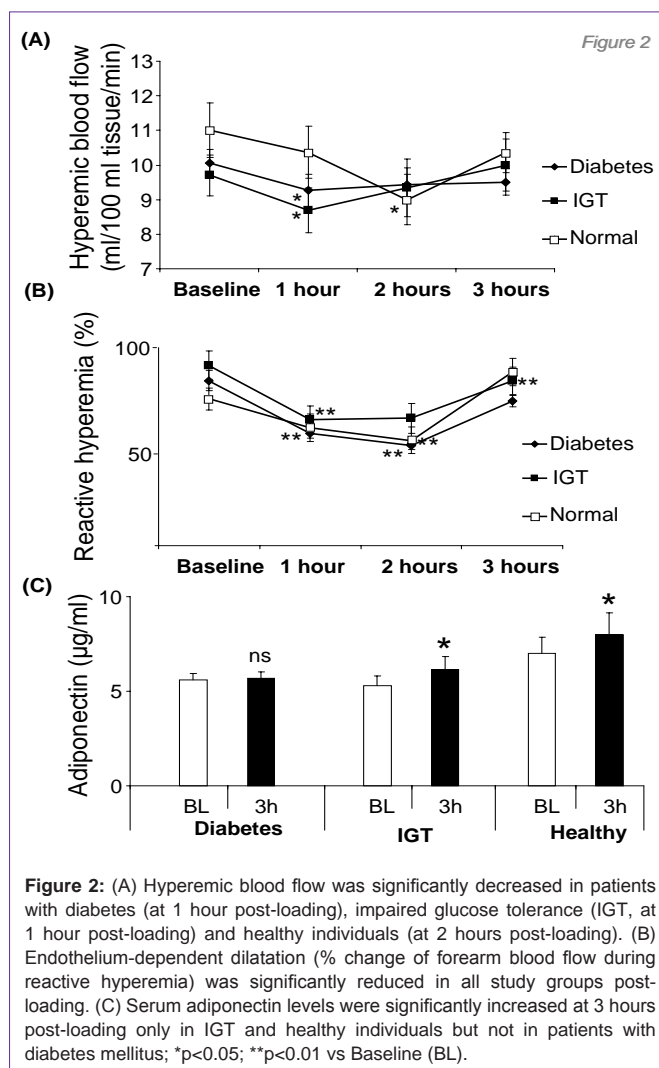 (A)
Figure 2
Hyperemic blood flow
(ml/100 ml tissue/min)
13
12
11
10
9
8
7
*
*
*
Diabetes
IGT
Normal
Baseline 1 hour 2 hours 3 hours
(B)
Reactive hyperemia (%)
100
50
**
**
**
**
**
Diabetes
IGT
Normal
Baseline 1 hour 2 hours 3 hours
(C)
Adiponectin (µg/ml)
10
5
0
ns
*
*
BL 3h BL 3h BL 3h
Diabetes IGT Healthy
Figure 2: (A) Hyperemic blood flow was significantly decreased in patients
with diabetes (at 1 hour post-loading), impaired glucose tolerance (IGT, at
1 hour post-loading) and healthy individuals (at 2 hours post-loading). (B)
Endothelium-dependent dilatation (% change of forearm blood flow during
reactive hyperemia) was significantly reduced in all study groups post-
loading. (C) Serum adiponectin levels were significantly increased at 3 hours
post-loading only in IGT and healthy individuals but not in patients with
diabetes mellitus; *p<0.05; **p<0.01 vs Baseline (BL).